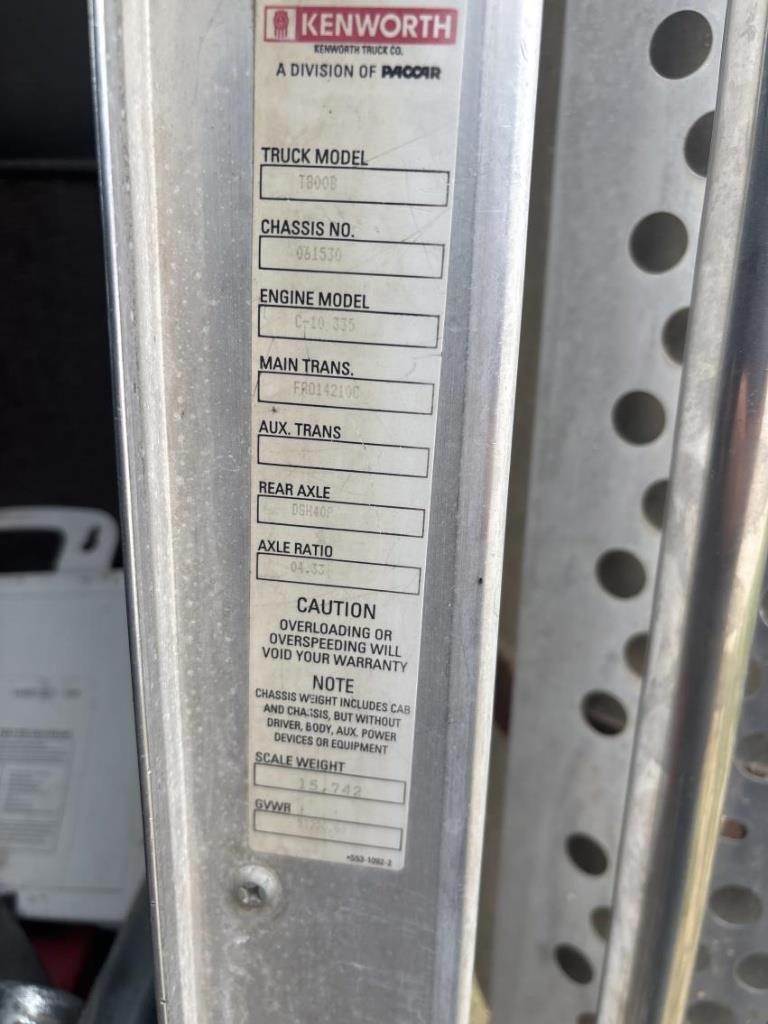 KENWORTH
KENWORTH TRUCK CO.
A DIVISION OF PACCAR
TRUCK MODEL
T800B
CHASSIS NO.
061530
ENGINE MODEL
C-10 335
MAIN TRANS.
FRO14210C
AUX. TRANS
REAR AXLE
DSH40P
AXLE RATIO
04.33
CAUTION
OVERLOADING OR
OVERSPEEDING WILL
VOID YOUR WARRANTY
NOTE
CHASSIS WEIGHT INCLUDES CAB
AND CHASSIS, BUT WITHOUT
DRIVER, BODY, AUX. POWER
DEVICES OR EQUIPMENT
SCALE WEIGHT
15,742
GVWR